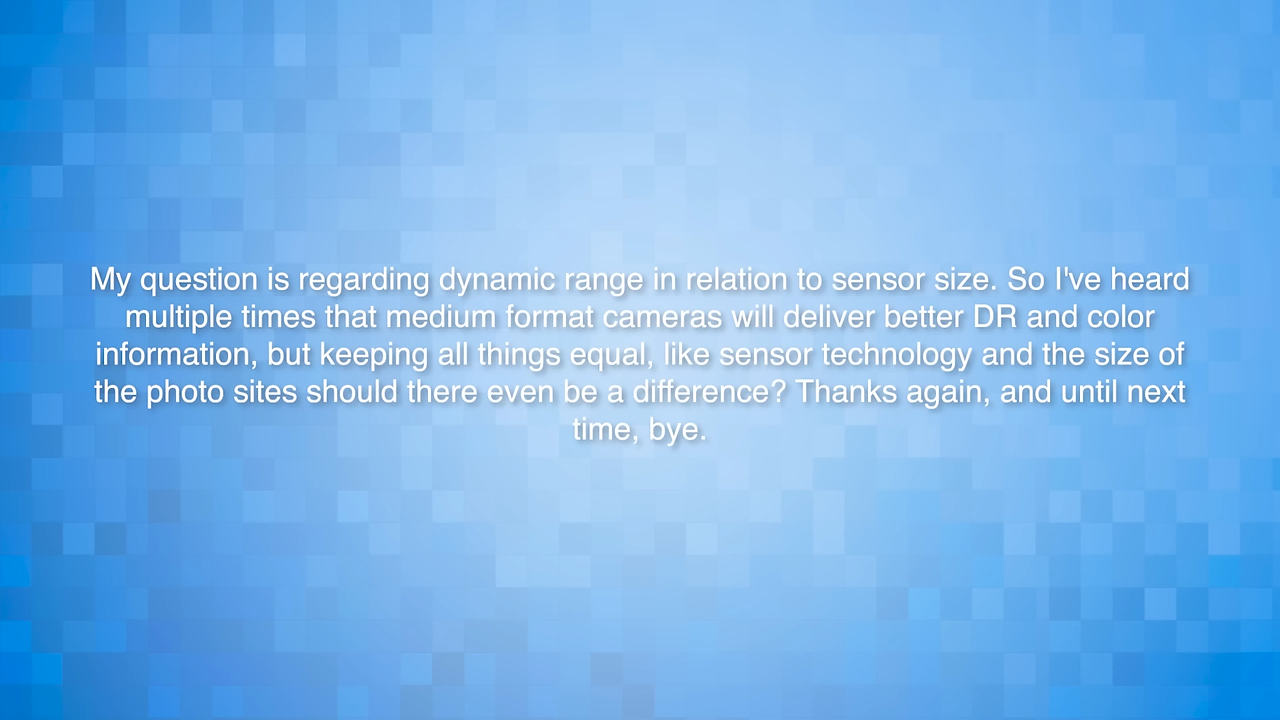 My question is regarding dynamic range in relation to sensor size. So I've heard
multiple times that medium format cameras will deliver better DR and color
information, but keeping all things equal, like sensor technology and the size of
the photo sites should there even be a difference? Thanks again, and until next
time, bye.